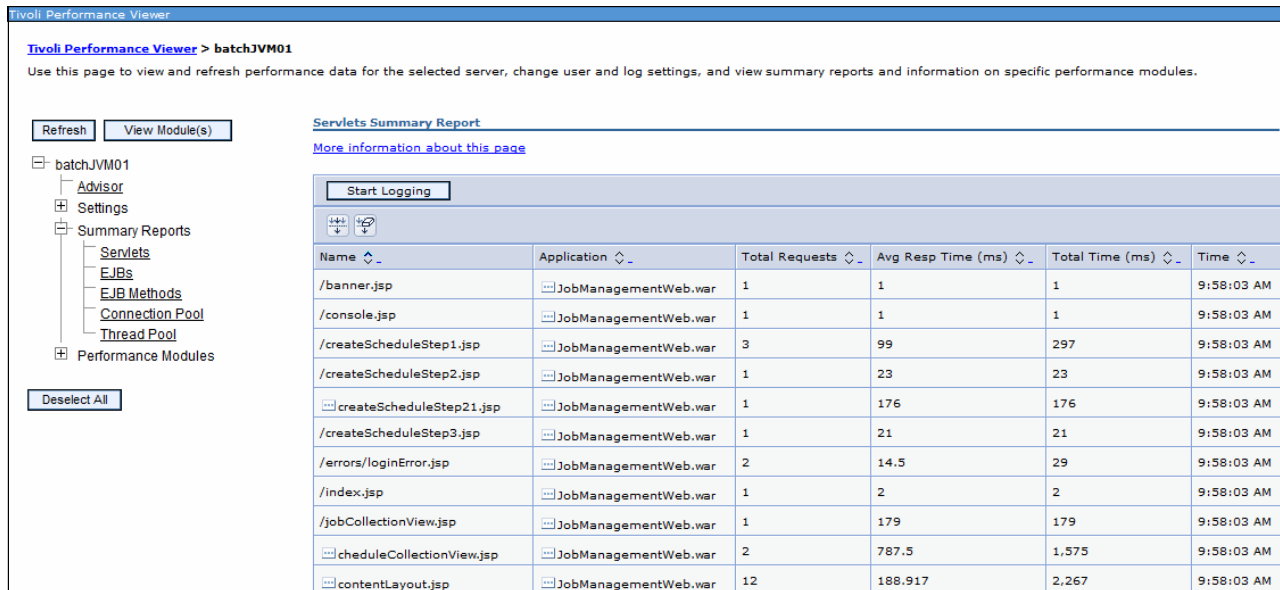 Tivoli Performance Viewer
Tivoli Performance Viewer > batchJVM01
Use this page to view and refresh performance data for the selected server, change user and log settings, and view summary reports and information on specific performance modules.
Refresh View Module(s)
batchJVM01
Advisor
Settings
Summary Reports
Servlets
EJBs
EJB Methods
Connection Pool
Thread Pool
Performance Modules
Deselect All
Servlets Summary Report
More information about this page
Start Logging
Name Application Total Requests Avg Resp Time (ms) Total Time (ms) Time
/banner.jsp ...JobManagementWeb.war 1 1 1 9:58:03 AM
/console.jsp ...JobManagementWeb.war 1 1 1 9:58:03 AM
/createScheduleStep1.jsp ...JobManagementWeb.war 3 99 297 9:58:03 AM
/createScheduleStep2.jsp ...JobManagementWeb.war 1 23 23 9:58:03 AM
...createScheduleStep21.jsp ...JobManagementWeb.war 1 176 176 9:58:03 AM
/createScheduleStep3.jsp ...JobManagementWeb.war 1 21 21 9:58:03 AM
/errors/loginError.jsp ...JobManagementWeb.war 2 14.5 29 9:58:03 AM
/index.jsp ...JobManagementWeb.war 1 2 2 9:58:03 AM
/jobCollectionView.jsp ...JobManagementWeb.war 1 179 179 9:58:03 AM
...cheduleCollectionView.jsp ...JobManagementWeb.war 2 787.5 1,575 9:58:03 AM
...contentLayout.jsp ...JobManagementWeb.war 12 188.917 2,267 9:58:03 AM